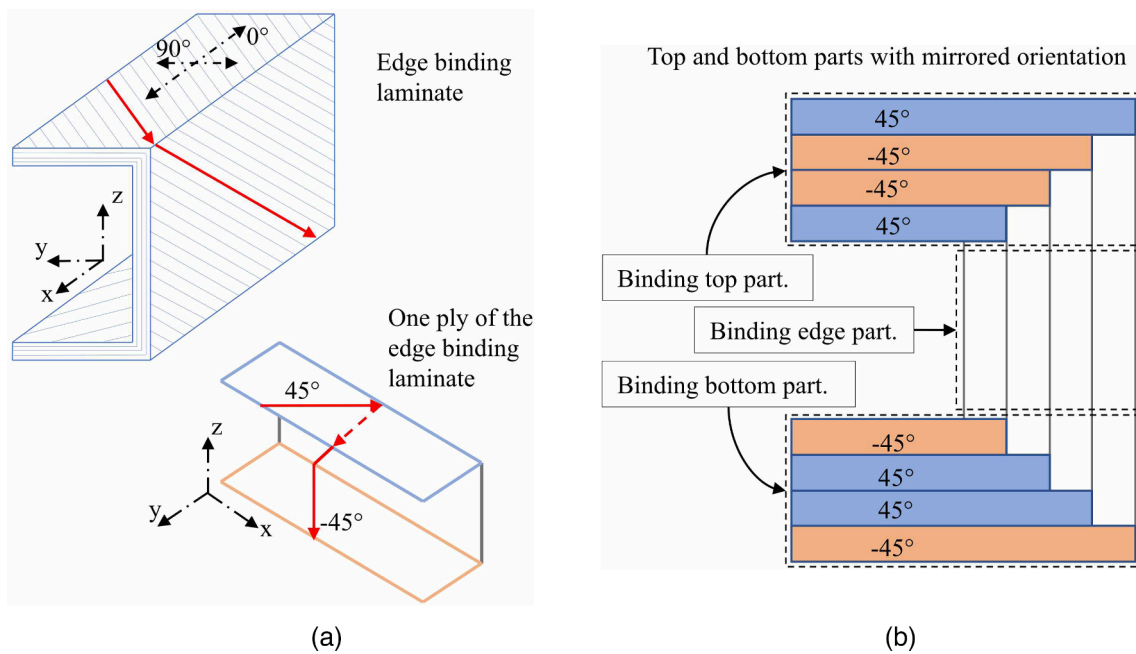 90°
0°
Edge binding
laminate
z
y
x
One ply of the
edge binding
laminate
45°
z
y
x
-45°
(a)
Top and bottom parts with mirrored orientation
45°
-45°
-45°
45°
Binding top part.
Binding edge part.
Binding bottom part.
-45°
45°
45°
-45°
(b)